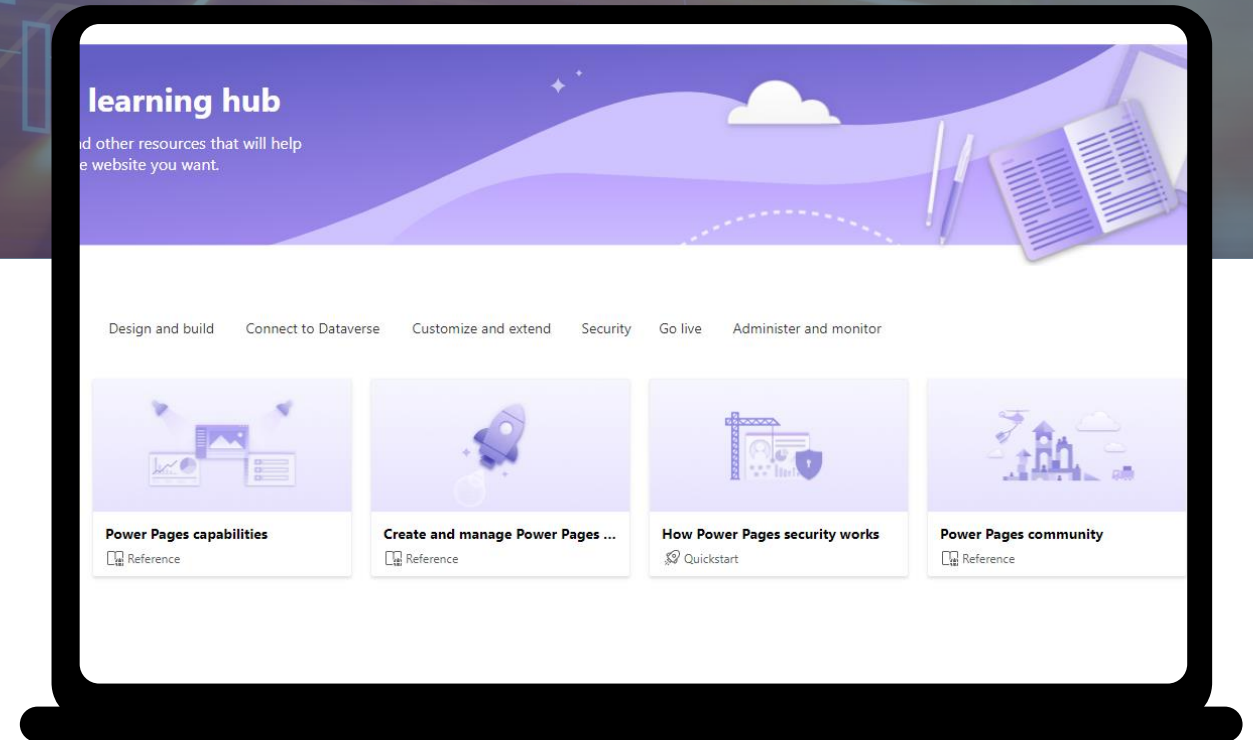 learning hub
d other resources that will help
e website you want.
Design and build Connect to Dataverse Customize and extend Security Go live Administer and monitor
Power Pages capabilities
Reference
Create and manage Power Pages ...
Reference
How Power Pages security works
Quickstart
Power Pages community
Reference